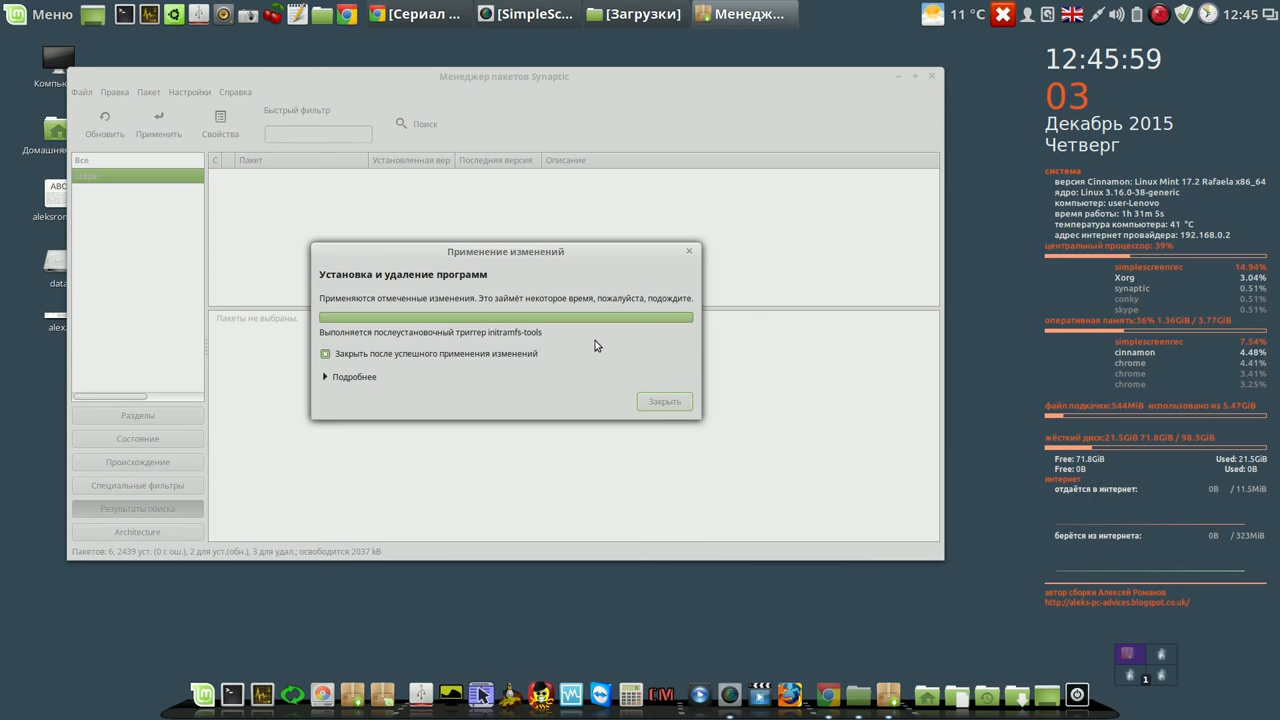 Меню
[Сериал ...
[SimpleSc...
[Загрузки]
Менедж...
11 °C
12:45
Компью
Домашняя
ABO
aleksron
data
alex.
Менеджер пакетов Synaptic
Файл Правка Пакет Настройки Справка
Быстрый фильтр
Обновить Применить Свойства
Поиск
Все
С Пакет Установленная вер Последняя версия Описание
Пакеты не выбраны.
Применение изменений
Установка и удаление программ
Применяются отмеченные изменения. Это займёт некоторое время, пожалуйста, подождите.
Выполняется послеустановочный триггер initramfs-tools
Закрыть после успешного применения изменений
Подробнее
Закрыть
Разделы
Состояние
Происхождение
Специальные фильтры
Результаты поиска
Architecture
Пакетов: 6, 2439 уст. (0 с ош.), 2 для уст.(обн.), 3 для удал.; освободится 2037 kB
12:45:59
03
Декабрь 2015
Четверг
система
версия Cinnamon: Linux Mint 17.2 Rafaela x86_64
ядро: Linux 3.16.0-38-generic
компьютер: user-Lenovo
время работы: 1h 31m 5s
температура компьютера: 41 °C
адрес интернет провайдера: 192.168.0.2
центральный процессор: 39%
simplescreenrec 14.94%
Xorg 3.04%
synaptic 0.51%
conky 0.51%
skype 0.51%
оперативная память:36% 1.36GiB / 3.77GiB
simplescreenrec 7.54%
cinnamon 4.48%
chrome 4.41%
chrome 3.41%
chrome 3.25%
файл подкачки:544MiB использовано из 5.47GiB
жёсткий диск:21.5GiB 71.8GiB / 98.3GiB
Free: 71.8GiB Used: 21.5GiB
Free: 0B Used: 0B
интернет
отдаётся в интернет: 0B / 11.5MiB
берётся из интернета: 0B / 323MiB
автор сборки Алексей Романов
http://aleks-pc-advices.blogspot.co.uk/
1